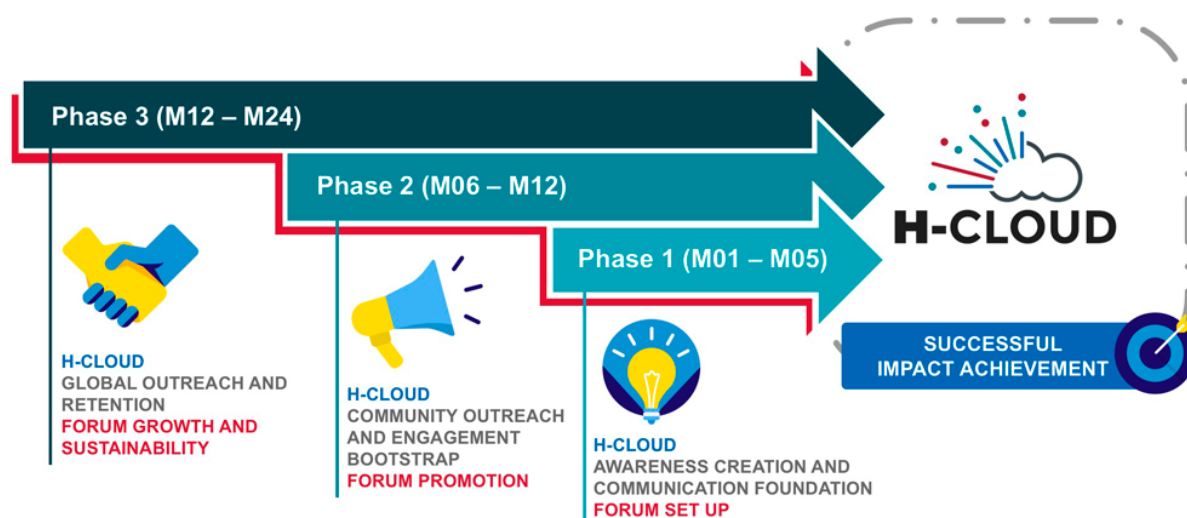 Phase 3 (M12 – M24)
Phase 2 (M06 – M12)
Phase 1 (M01 – M05)
H-CLOUD
SUCCESSFUL
IMPACT ACHIEVEMENT
H-CLOUD
GLOBAL OUTREACH AND
RETENTION
FORUM GROWTH AND
SUSTAINABILITY
H-CLOUD
COMMUNITY OUTREACH
AND ENGAGEMENT
BOOTSTRAP
FORUM PROMOTION
H-CLOUD
AWARENESS CREATION AND
COMMUNICATION FOUNDATION
FORUM SET UP